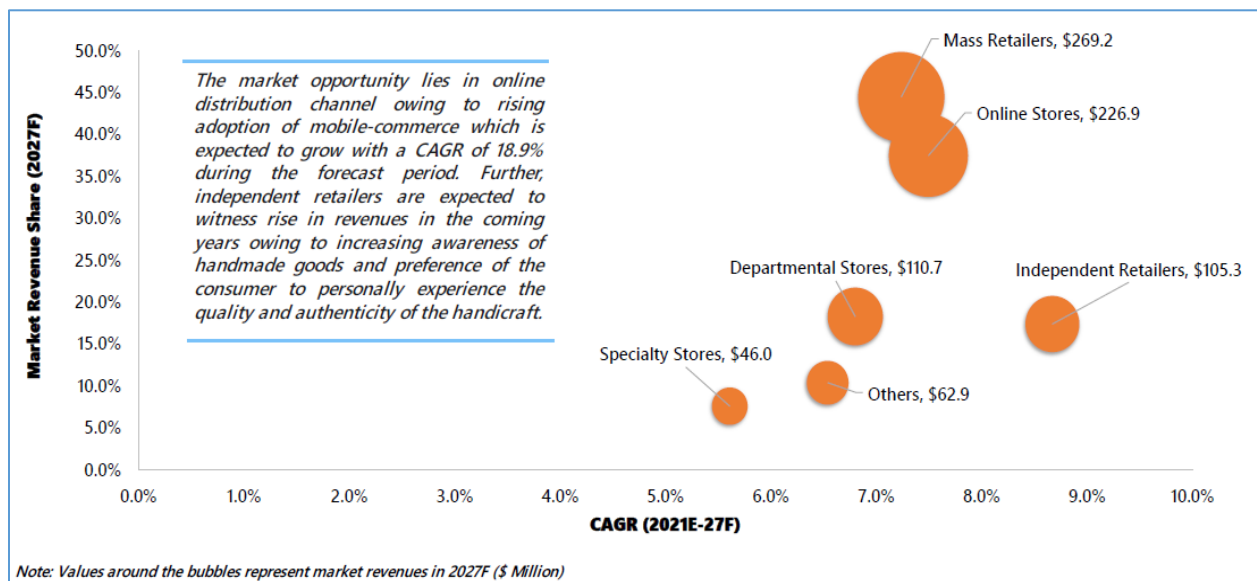 Market Revenue Share (2027F)
50.0%
45.0%
40.0%
35.0%
30.0%
25.0%
20.0%
15.0%
10.0%
5.0%
0.0%
The market opportunity lies in online
distribution channel owing to rising
adoption of mobile-commerce which is
expected to grow with a CAGR of 18.9%
during the forecast period. Further,
independent retailers are expected to
witness rise in revenues in the coming
years owing to increasing awareness of
handmade goods and preference of the
consumer to personally experience the
quality and authenticity of the handicraft.
Mass Retailers, $269.2
Online Stores, $226.9
Departmental Stores, $110.7
Independent Retailers, $105.3
Specialty Stores, $46.0
Others, $62.9
0.0% 1.0% 2.0% 3.0% 4.0% 5.0% 6.0% 7.0% 8.0% 9.0% 10.0%
CAGR (2021E-27F)
Note: Values around the bubbles represent market revenues in 2027F ($ Million)